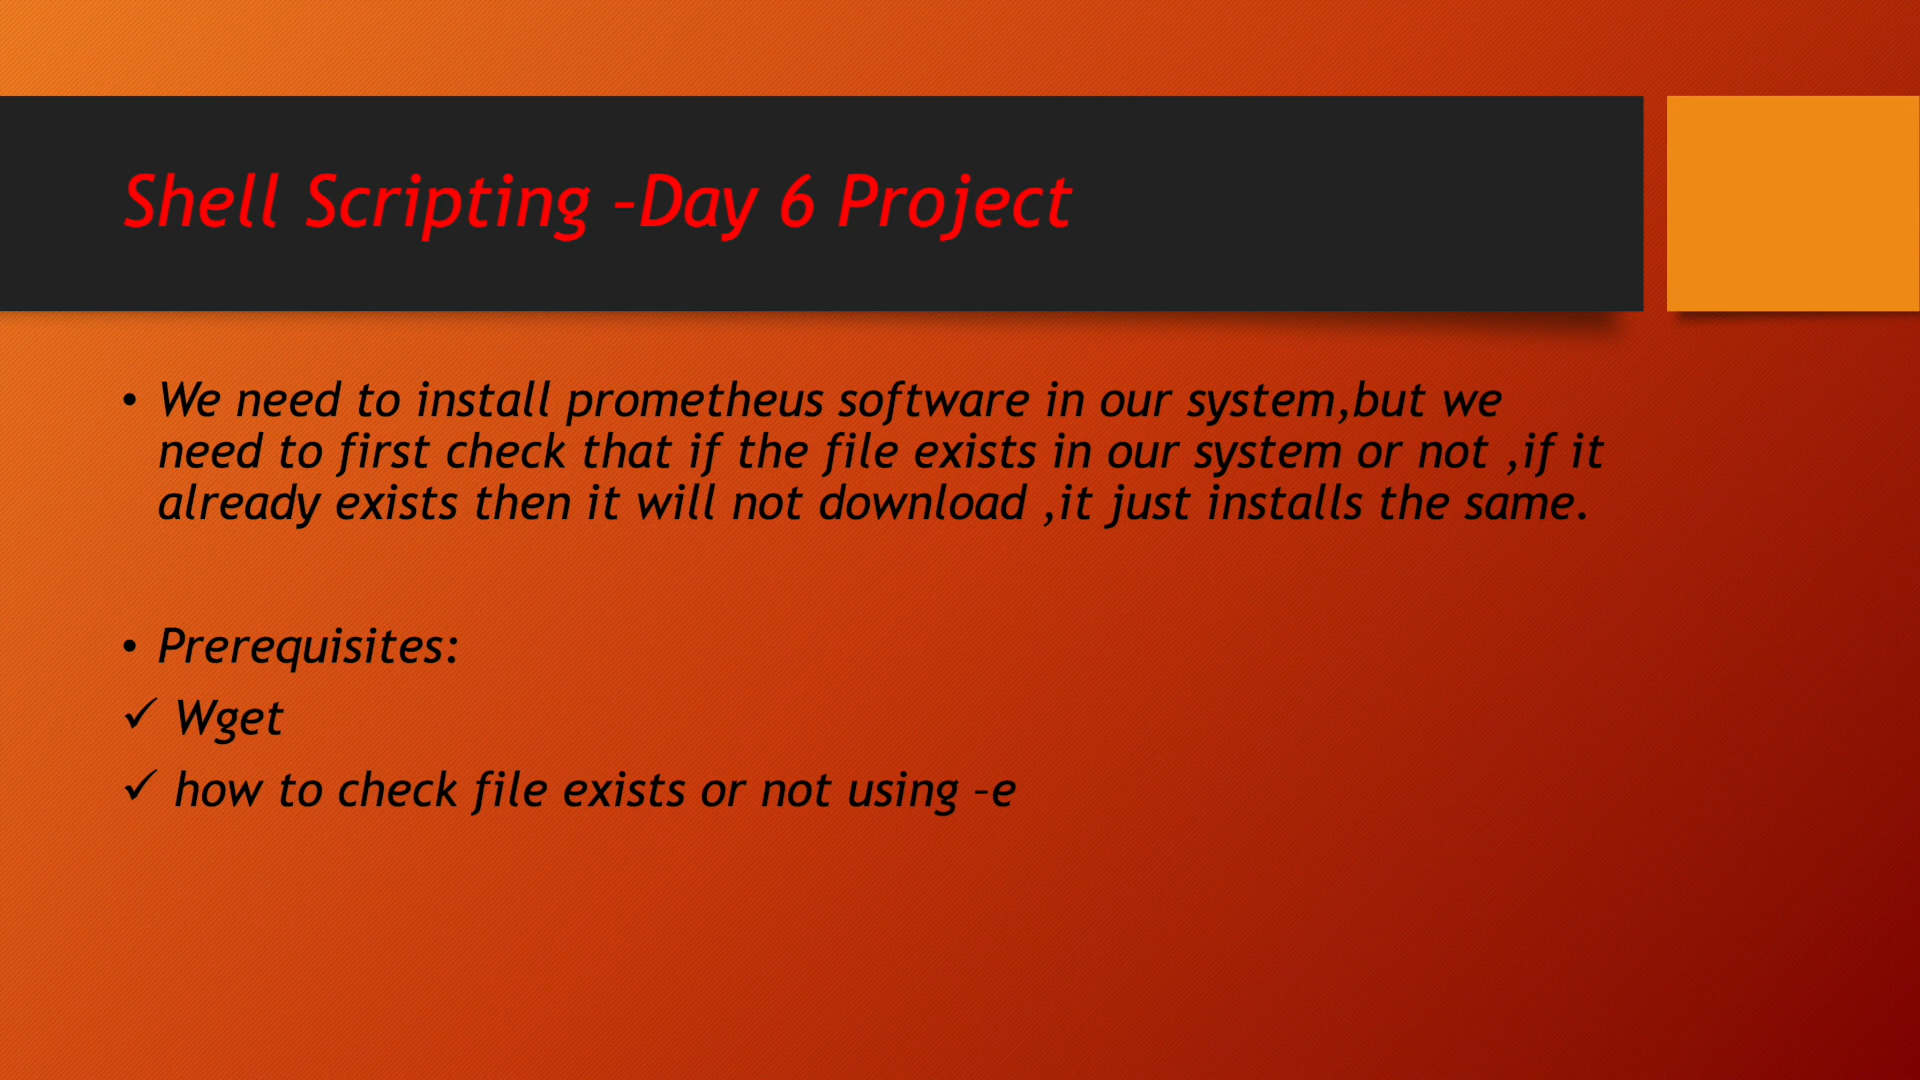 Shell Scripting –Day 6 Project
• We need to install prometheus software in our system,but we
need to first check that if the file exists in our system or not ,if it
already exists then it will not download ,it just installs the same.
• Prerequisites:
✓ Wget
✓ how to check file exists or not using –e